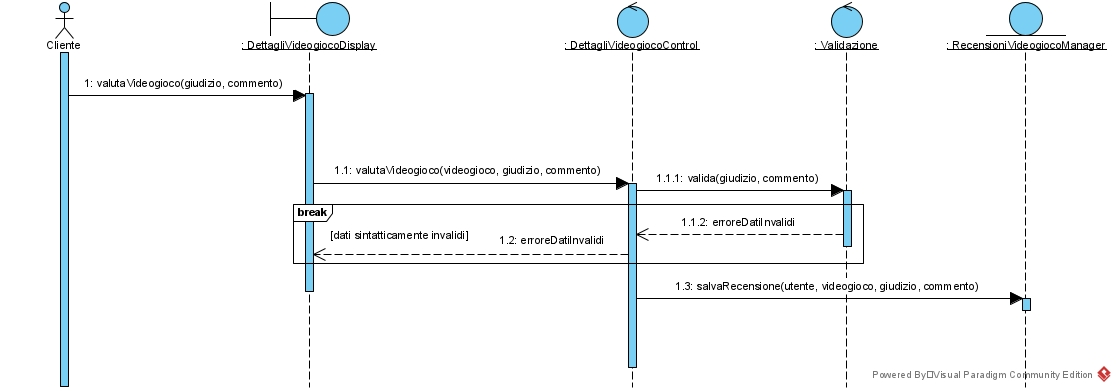 Cliente
: DettagliVideogiocoDisplay
: DettagliVideogiocoControl
: Validazione
: RecensioniVideogiocoManager
1: valutaVideogioco(giudizio, commento)
1.1: valutaVideogioco(videogioco, giudizio, commento)
1.1.1: valida(giudizio, commento)
break
1.1.2: erroreDatiInvalidi
[dati sintatticamente invalidi]
1.2: erroreDatiInvalidi
1.3: salvaRecensione(utente, videogioco, giudizio, commento)
Powered By□Visual Paradigm Community Edition